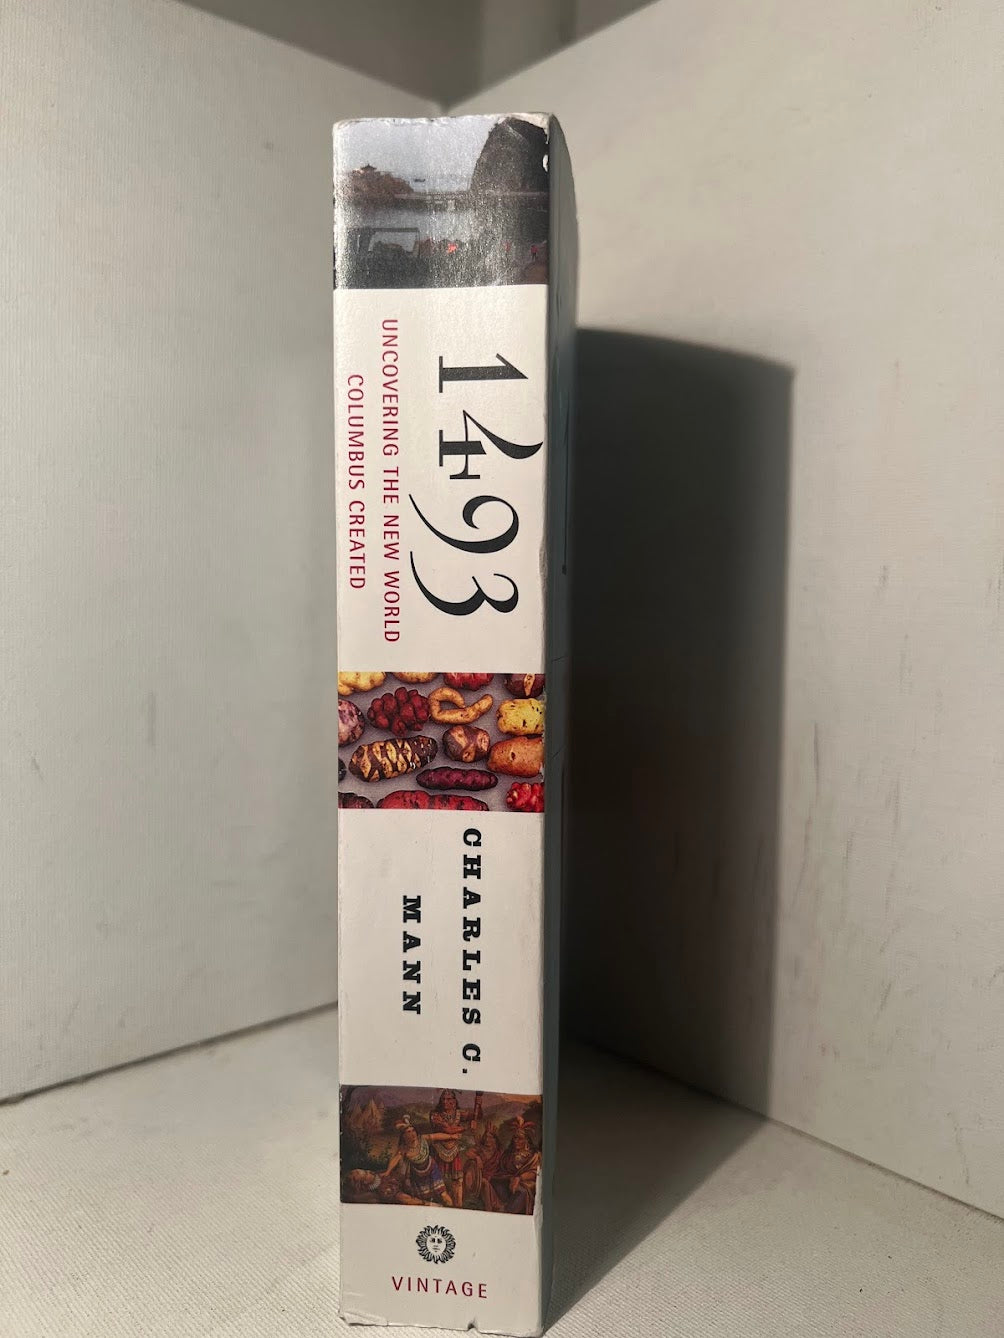 1493
UNCOVERING THE NEW WORLD
COLUMBUS CREATED
CHARLES C.
MANN
VINTAGE